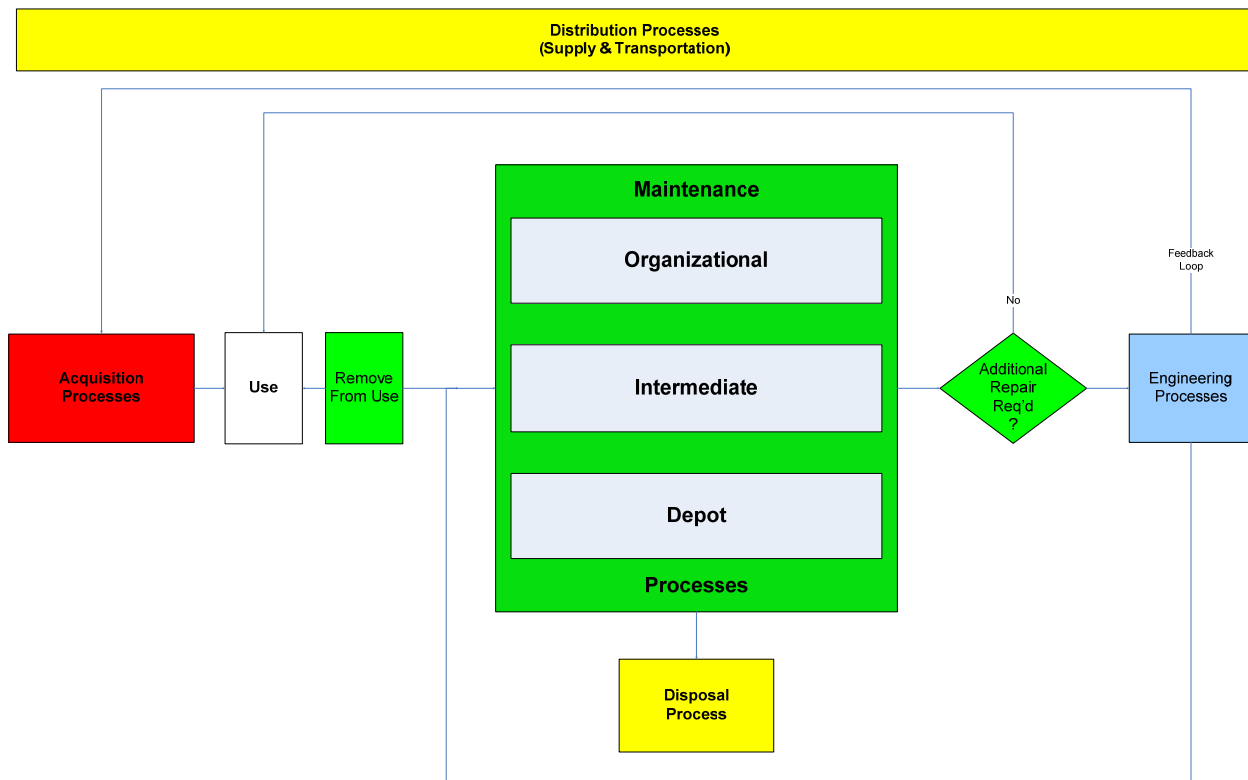 Distribution Processes
(Supply & Transportation)
Maintenance
Organizational
Feedback
Loop
No
Acquisition
Processes
Use
Remove
From Use
Intermediate
Additional
Repair
Req'd
?
Engineering
Processes
Depot
Processes
Disposal
Process